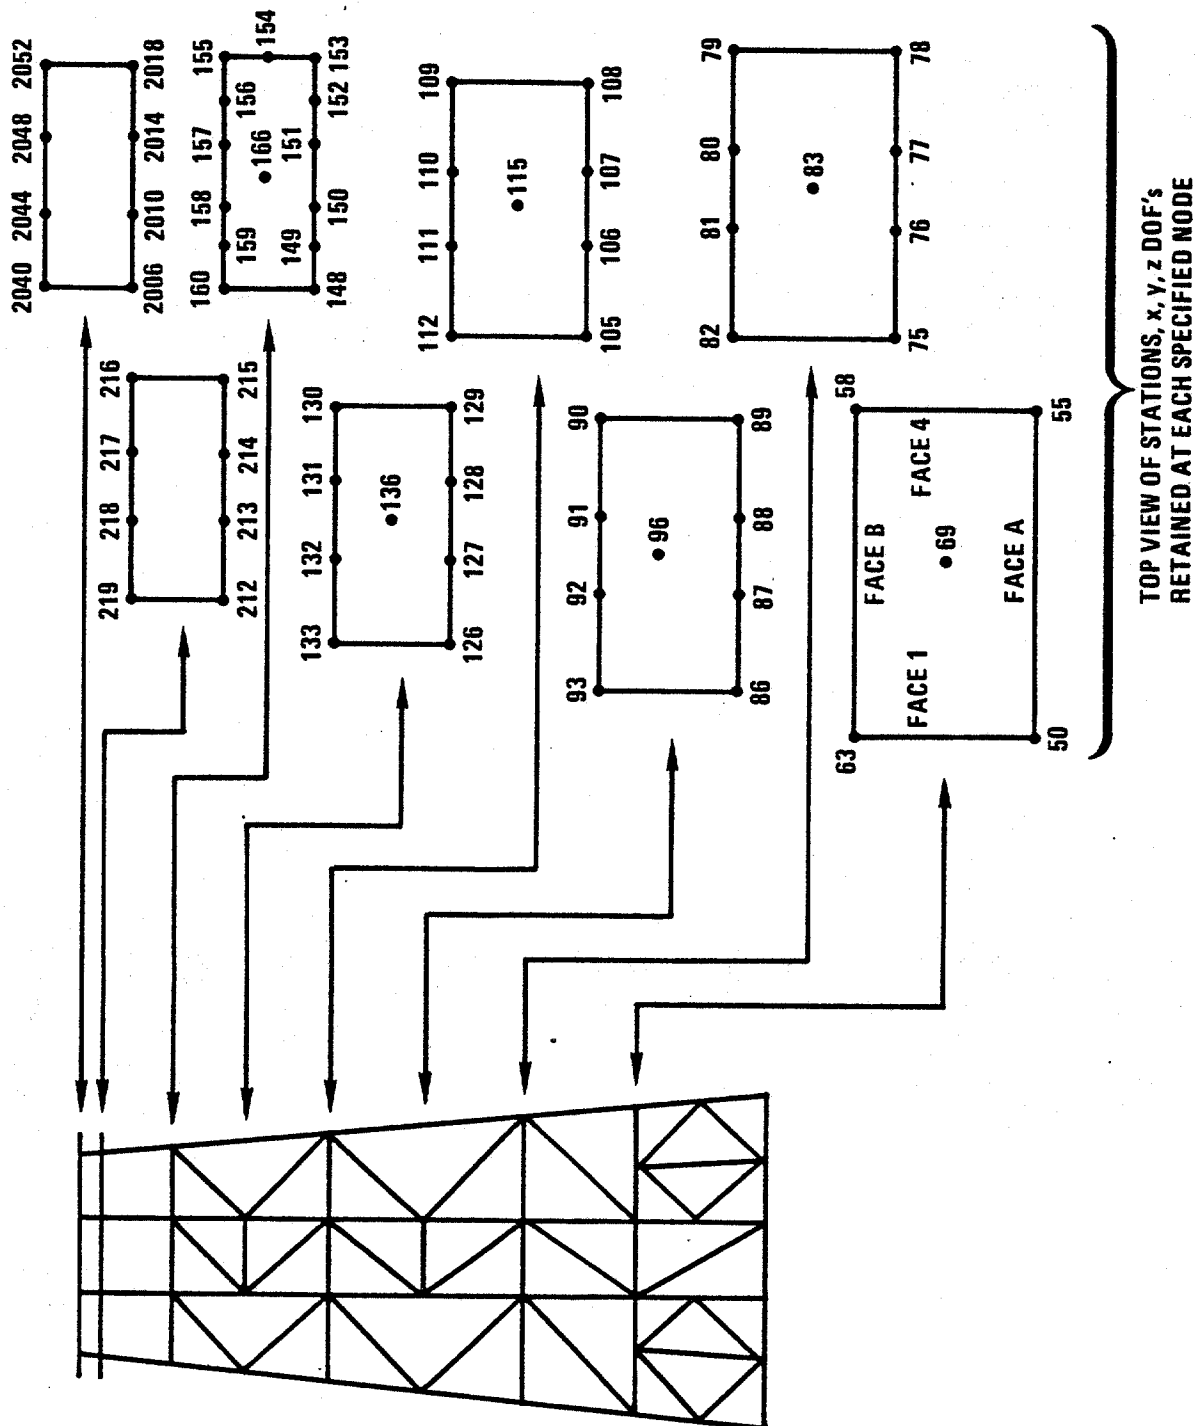 2040 2044 2048 2052
2006 2010 2014 2018
219 218 217 216
212 213 214 215
160 159 158 157 156 155
154
166
148 149 150 151 152 153
133 132 131 130
136
126 127 128 129
112 111 110 109
115
105 106 107 108
93 92 91 90
96
86 87 88 89
82 81 80 79
83
75 76 77 78
63 58
FACE B
FACE 1
FACE 4
69
FACE A
50 55
TOP VIEW OF STATIONS, x, y, z DOF's
RETAINED AT EACH SPECIFIED NODE